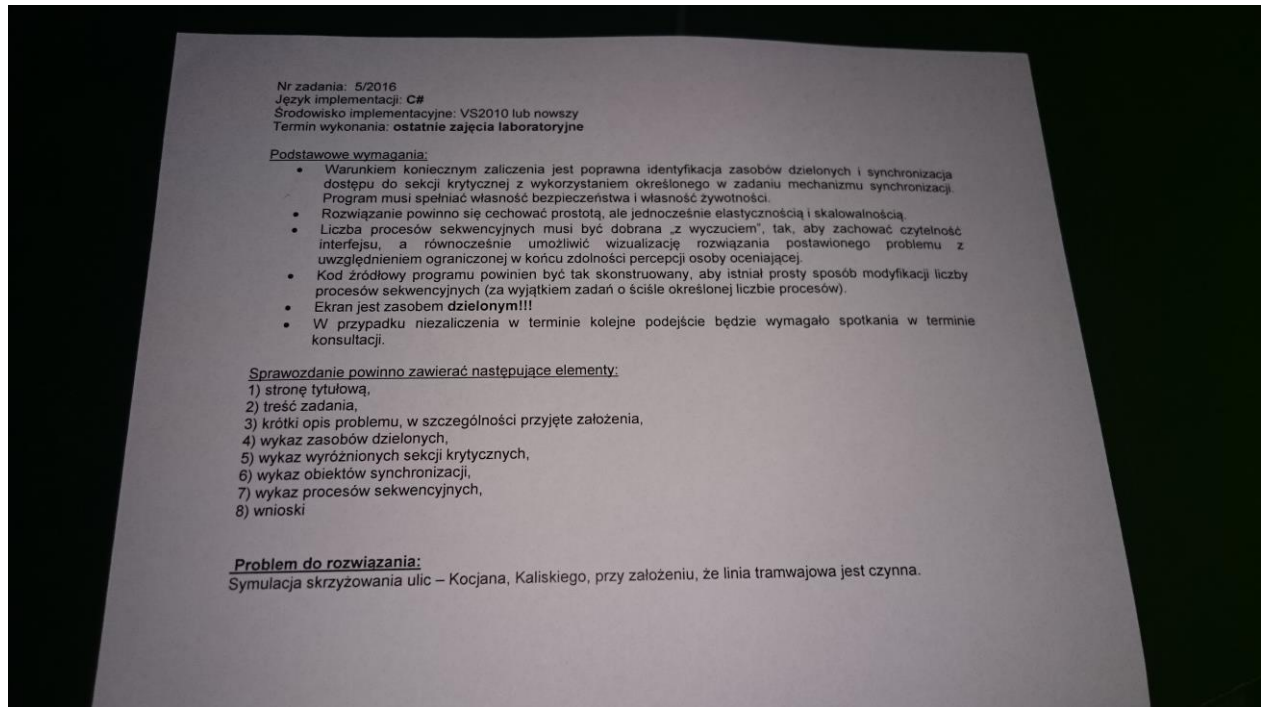 Nr zadania: 5/2016
Język implementacji: C#
Środowisko implementacyjne: VS2010 lub nowszy
Termin wykonania: ostatnie zajęcia laboratoryjne
Podstawowe wymagania:
• Warunkiem koniecznym zaliczenia jest poprawna identyfikacja zasobów dzielonych i synchronizacja
dostępu do sekcji krytycznej z wykorzystaniem określonego w zadaniu mechanizmu synchronizacji.
Program musi spełniać własność bezpieczeństwa i własność żywotności.
• Rozwiązanie powinno się cechować prostotą, ale jednocześnie elastycznością i skalowalnością.
• Liczba procesów sekwencyjnych musi być dobrana „z wyczuciem”, tak, aby zachować czytelność
interfejsu, a równocześnie umożliwić wizualizację rozwiązania postawionego problemu z
uwzględnieniem ograniczonej w końcu zdolności percepcji osoby oceniającej.
• Kod źródłowy programu powinien być tak skonstruowany, aby istniał prosty sposób modyfikacji liczby
procesów sekwencyjnych (za wyjątkiem zadań o ściśle określonej liczbie procesów).
• Ekran jest zasobem dzielonym!!!
• W przypadku niezaliczenia w terminie kolejne podejście będzie wymagało spotkania w terminie
konsultacji.
Sprawozdanie powinno zawierać następujące elementy:
1) stronę tytułową,
2) treść zadania,
3) krótki opis problemu, w szczególności przyjęte założenia,
4) wykaz zasobów dzielonych,
5) wykaz wyróżnionych sekcji krytycznych,
6) wykaz obiektów synchronizacji,
7) wykaz procesów sekwencyjnych,
8) wnioski
Problem do rozwiązania:
Symulacja skrzyżowania ulic – Kocjana, Kaliskiego, przy założeniu, że linia tramwajowa jest czynna.